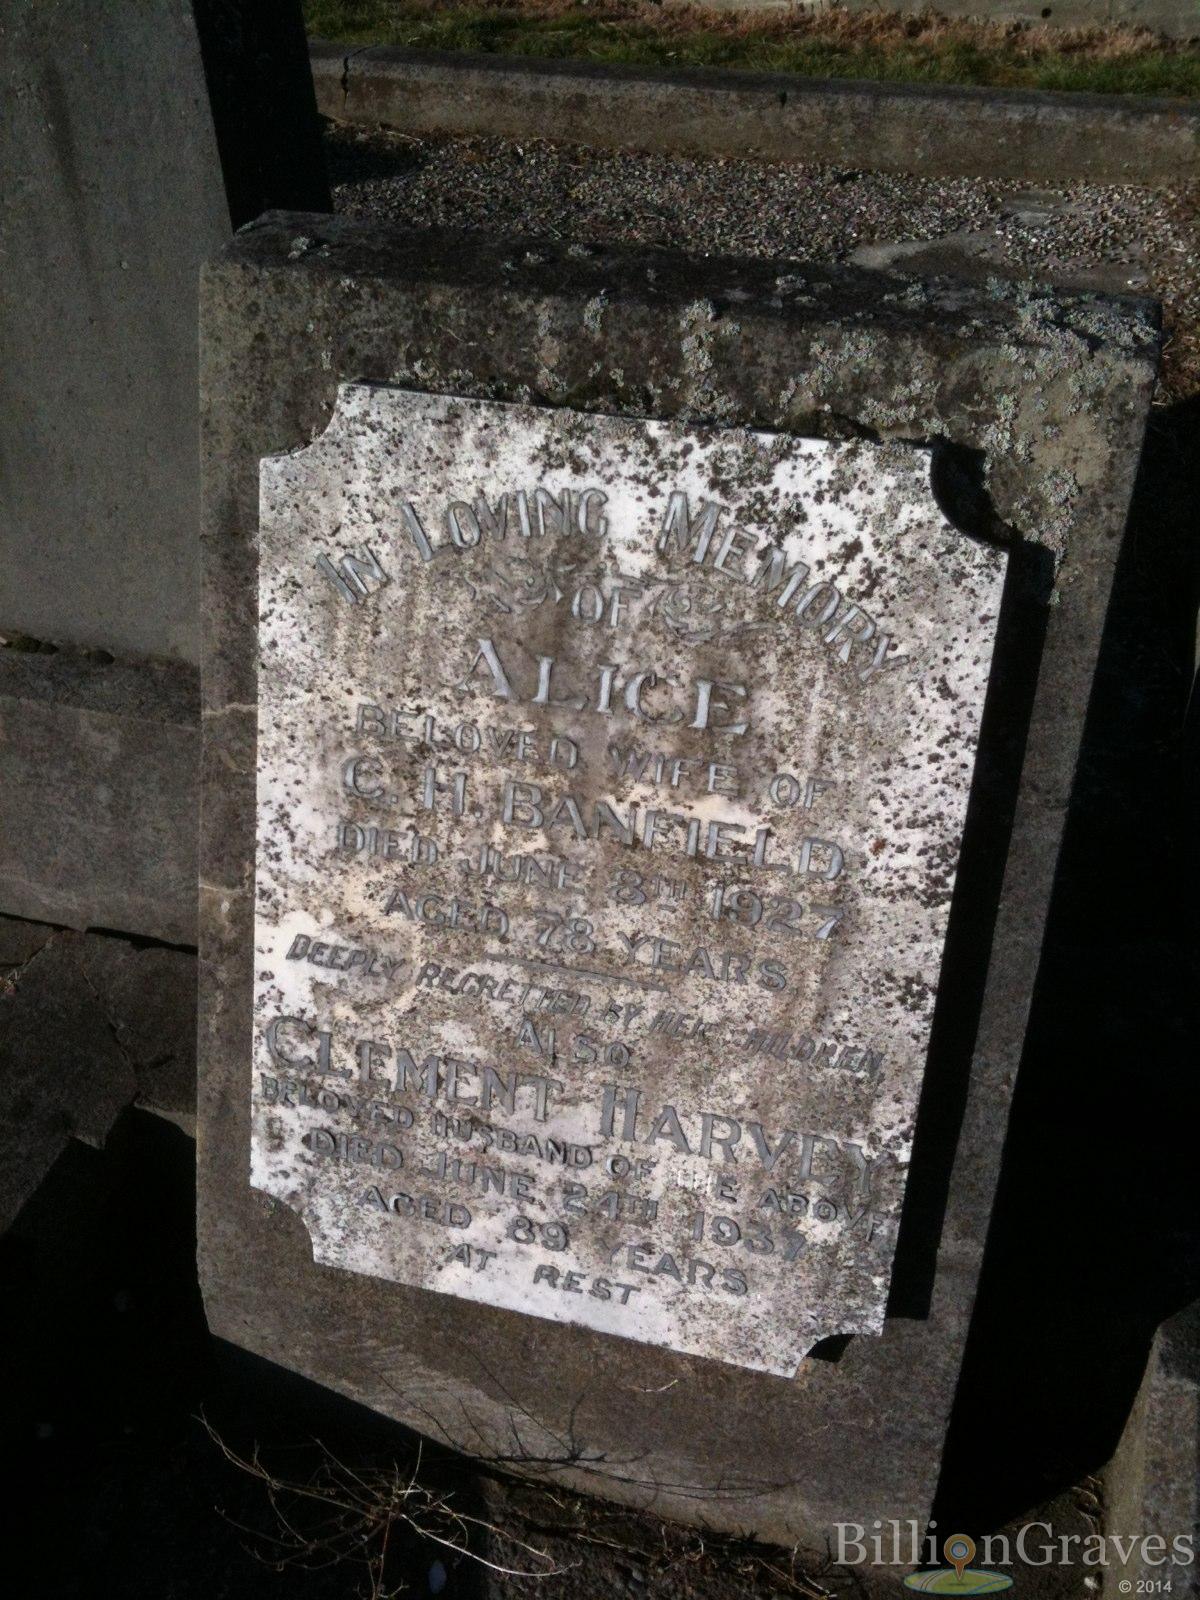 IN LOVING MEMORY
OF
ALICE
BELOVED WIFE OF
C. H. BANFIELD
DIED JUNE 8TH 1927
AGED 78 YEARS
DEEPLY REGRETTED BY HER HILDREN
ALSO
CLEMENT HARVEY
BELOVED HUSBAND OF THE ABOVE
DIED JUNE 24TH 1937
AGED 89 YEARS
AT REST
BillionGraves
© 2014